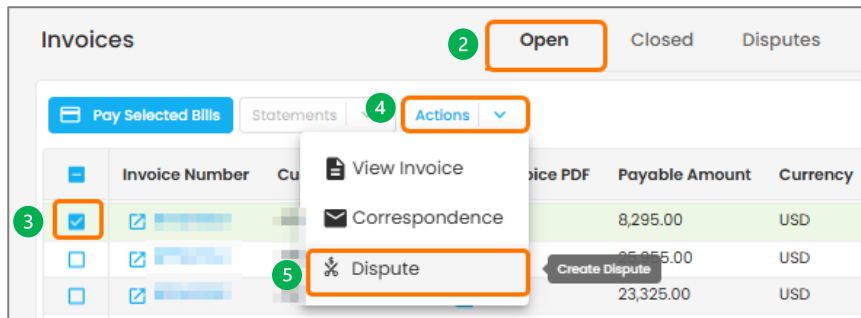 Invoices
2
Open
Closed
Disputes
Pay Selected Bills
Statements
4
Actions
Invoice Number
View Invoice
PDF
Payable Amount
Currency
3
Correspondence
8,295.00
USD
5
Dispute
Create Dispute
USD
23,325.00
USD